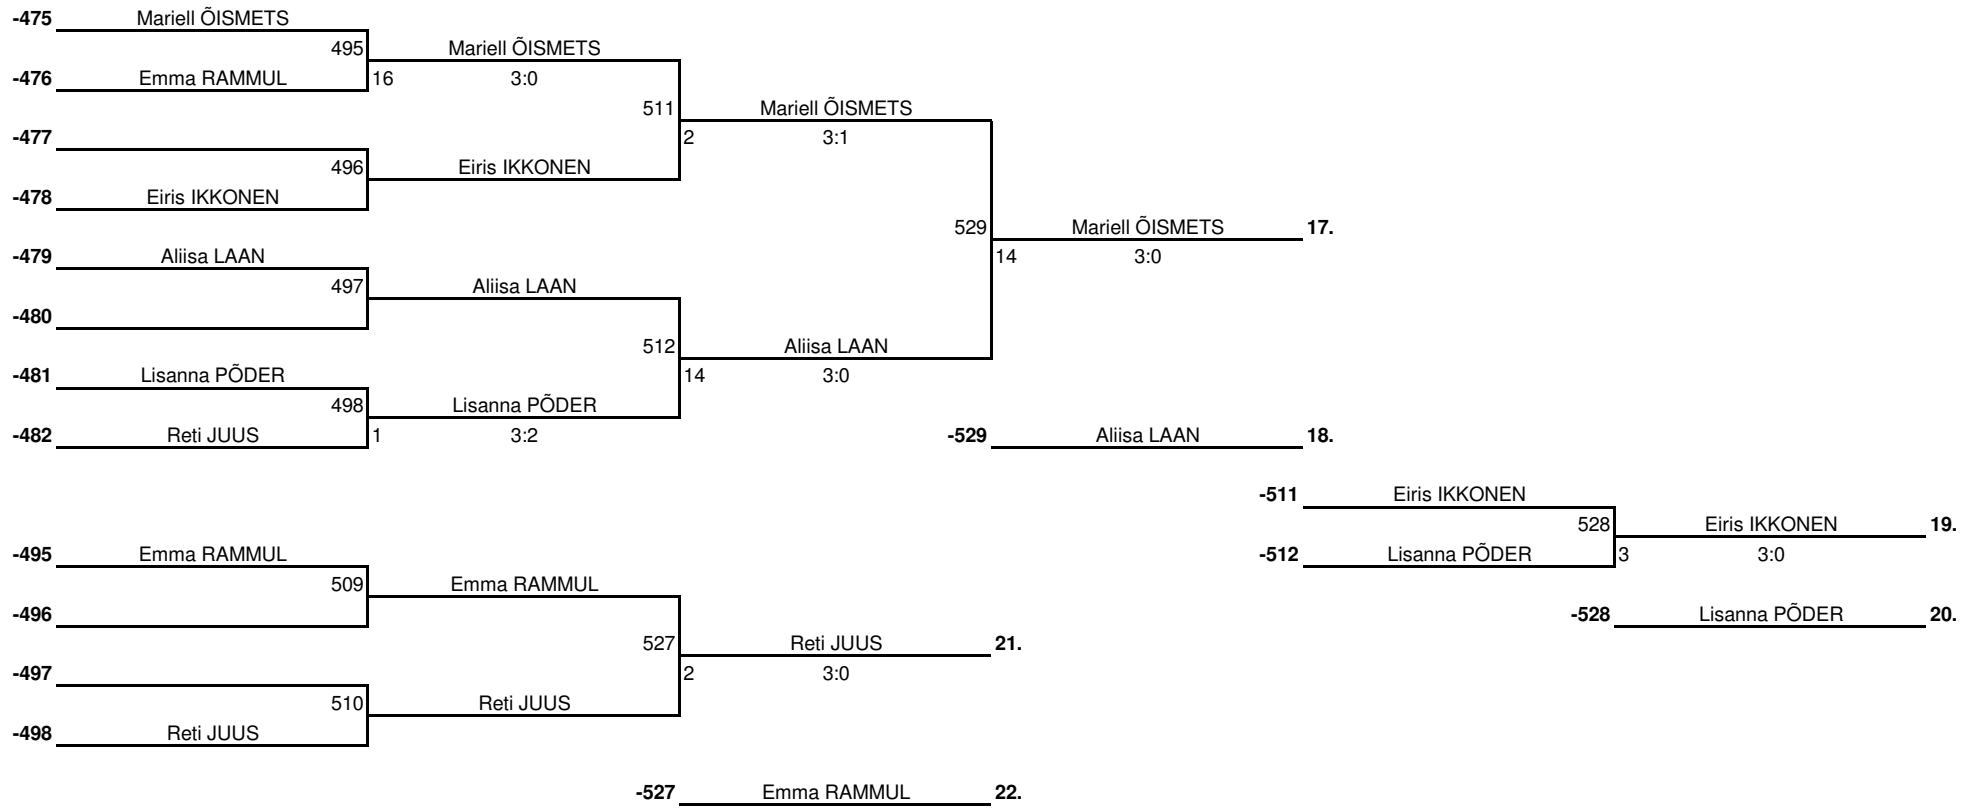 -475 Mariell ÕISMETS
495 Mariell ÕISMETS
-476 Emma RAMMUL 16 3:0
511 Mariell ÕISMETS
-477 2 3:1
496 Eiris IKKONEN
-478 Eiris IKKONEN
529 Mariell ÕISMETS 17.
-479 Aliisa LAAN 14 3:0
497 Aliisa LAAN
-480
512 Aliisa LAAN
-481 Lisanna PÕDER 14 3:0
498 Lisanna PÕDER
-482 Reti JUUS 1 3:2 -529 Aliisa LAAN 18.
-511 Eiris IKKONEN
528 Eiris IKKONEN 19.
-495 Emma RAMMUL -512 Lisanna PÕDER 3 3:0
509 Emma RAMMUL
-496 -528 Lisanna PÕDER 20.
527 Reti JUUS 21.
-497 2 3:0
510 Reti JUUS
-498 Reti JUUS
-527 Emma RAMMUL 22.